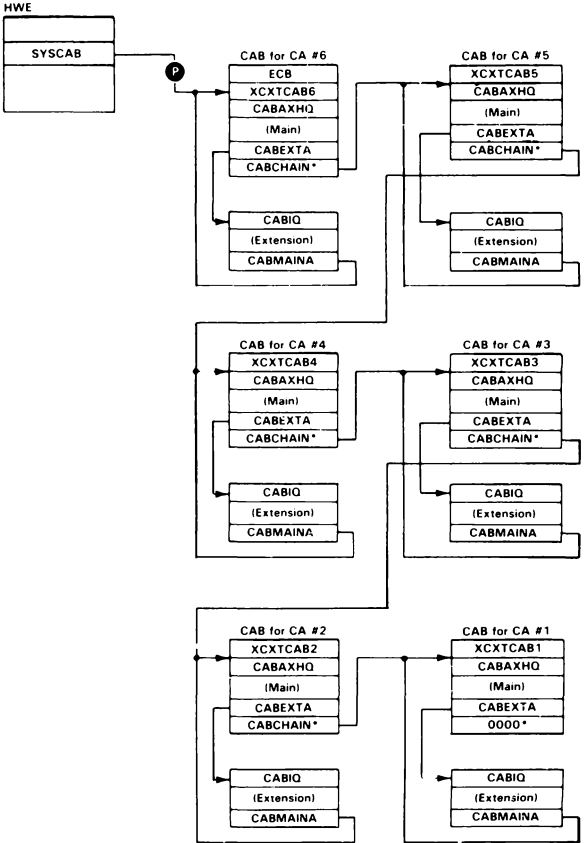 HWE
SYSCAB
P
CAB for CA #6
ECB
XCXTCAB6
CABAXHQ
(Main)
CABEXTA
CABCHAIN*
CABIQ
(Extension)
CABMAINA
CAB for CA #5
XCXTCAB5
CABAXHQ
(Main)
CABEXTA
CABCHAIN*
CABIQ
(Extension)
CABMAINA
CAB for CA #4
XCXTCAB4
CABAXHQ
(Main)
CABEXTA
CABCHAIN*
CABIQ
(Extension)
CABMAINA
CAB for CA #3
XCXTCAB3
CABAXHQ
(Main)
CABEXTA
CABCHAIN*
CABIQ
(Extension)
CABMAINA
CAB for CA #2
XCXTCAB2
CABAXHQ
(Main)
CABEXTA
CABCHAIN*
CABIQ
(Extension)
CABMAINA
CAB for CA #1
XCXTCAB1
CABAXHQ
(Main)
CABEXTA
0000*
CABIQ
(Extension)
CABMAINA